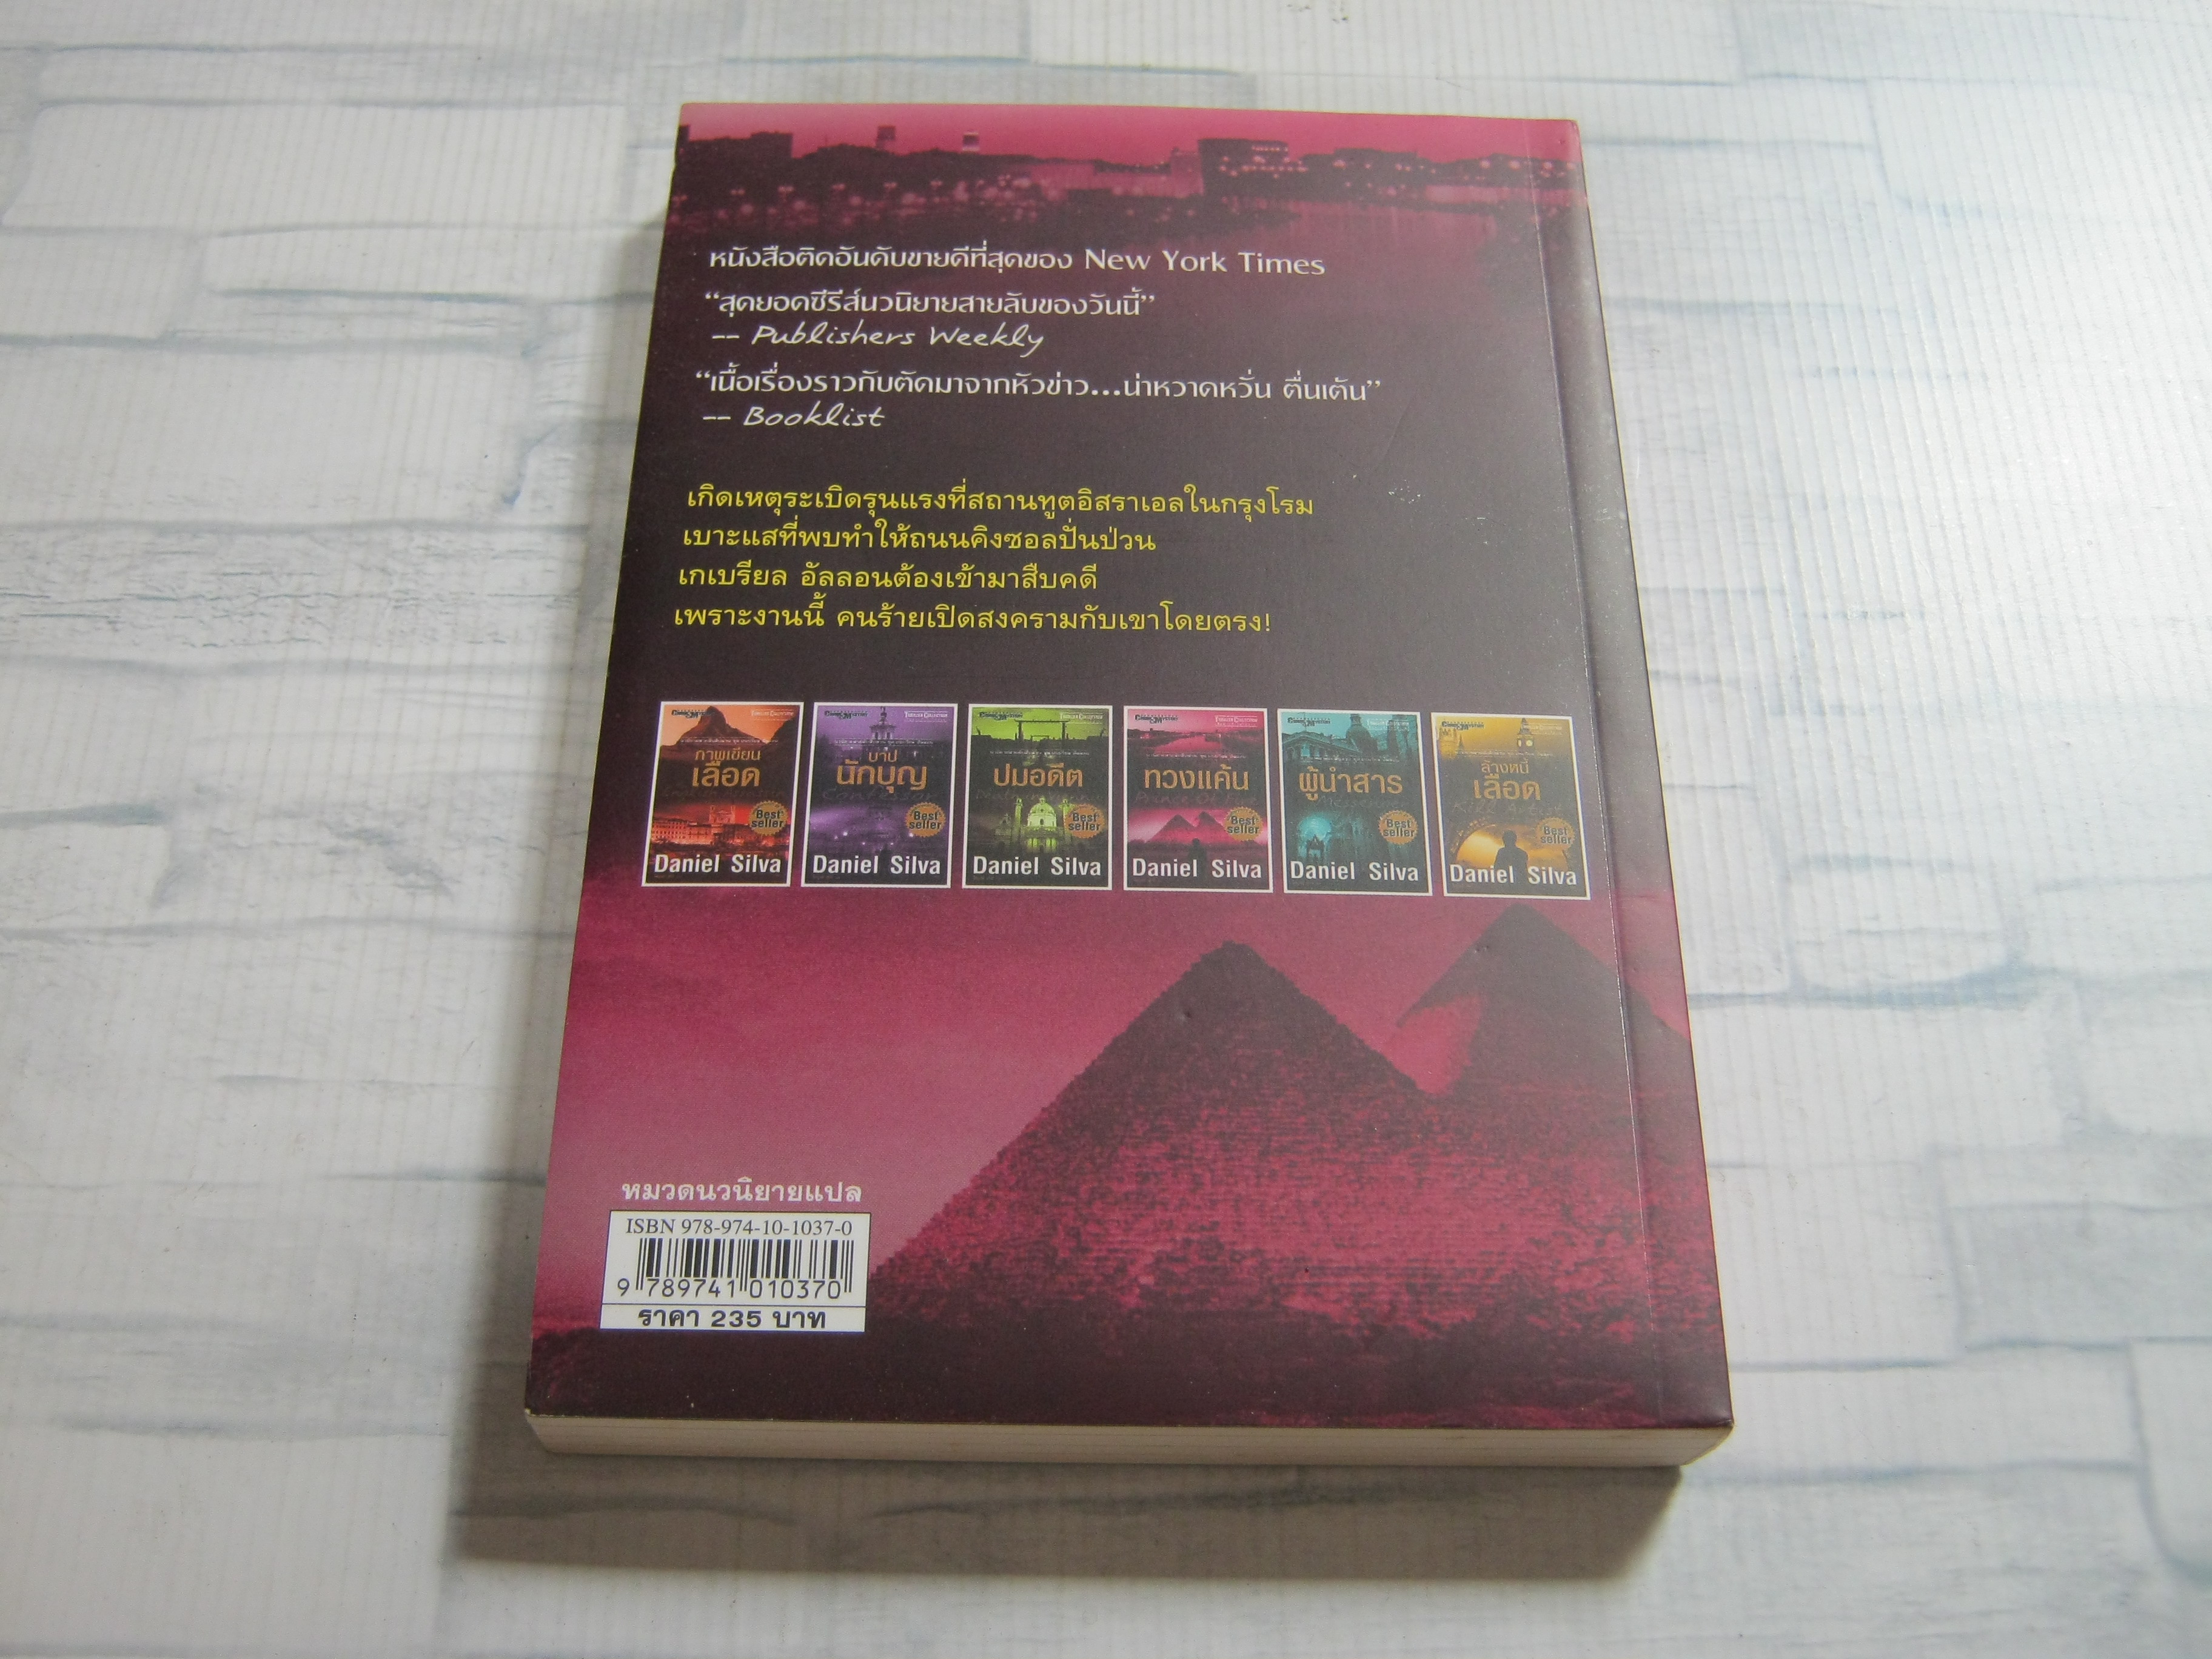 หนังสือติดอันดับขายดีที่สุดของ New York Times
“สุดยอดซีรีส์นวนิยายสายลับของวันนี้”
-- Publishers Weekly
“เนื้อเรื่องราวกับตัดมาจากหัวข่าว...น่าหวาดหวั่น ตื่นเต้น”
-- Booklist
เกิดเหตุระเบิดรุนแรงที่สถานทูตอิสราเอลในกรุงโรม
เบาะแสที่พบทำให้ถนนคิงซอลปั่นป่วน
เกเบรียล อัลลอนต้องเข้ามาสืบคดี
เพราะงานนี้ คนร้ายเปิดสงครามกับเขาโดยตรง!
ภาพเขียน
เลือด
Best seller
Daniel Silva
บาป
นักบุญ
Best seller
Daniel Silva
ปมอดีต
Best seller
Daniel Silva
ทวงแค้น
Prince Of
Best seller
Daniel Silva
ผู้นำสาร
Best seller
Daniel Silva
ล้างหนี้
เลือด
Best seller
Daniel Silva
หมวดนวนิยายแปล
ISBN 978-974-10-1037-0
9 789741 010370
ราคา 235 บาท